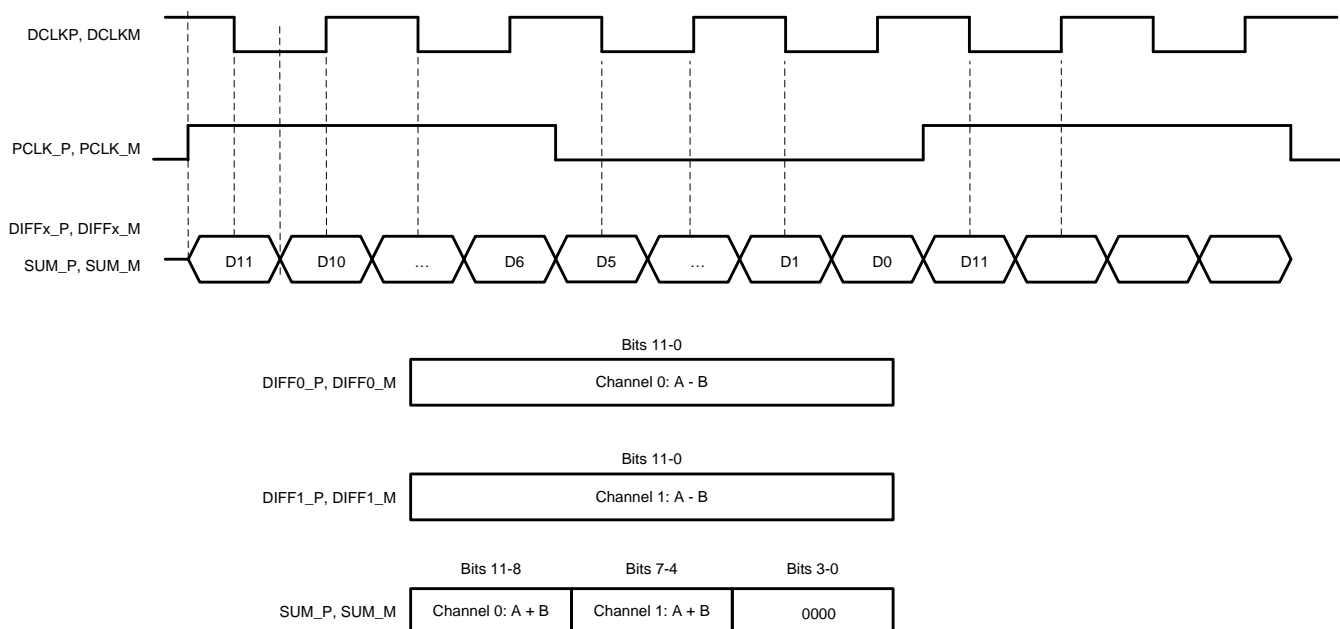 DCLKP, DCLKM
PCLK_P, PCLK_M
DIFFx_P, DIFFx_M
SUM_P, SUM_M
D11 D10 ... D6 D5 ... D1 D0 D11
Bits 11-0
DIFF0_P, DIFF0_M Channel 0: A - B
Bits 11-0
DIFF1_P, DIFF1_M Channel 1: A - B
Bits 11-8 Bits 7-4 Bits 3-0
SUM_P, SUM_M Channel 0: A + B Channel 1: A + B 0000